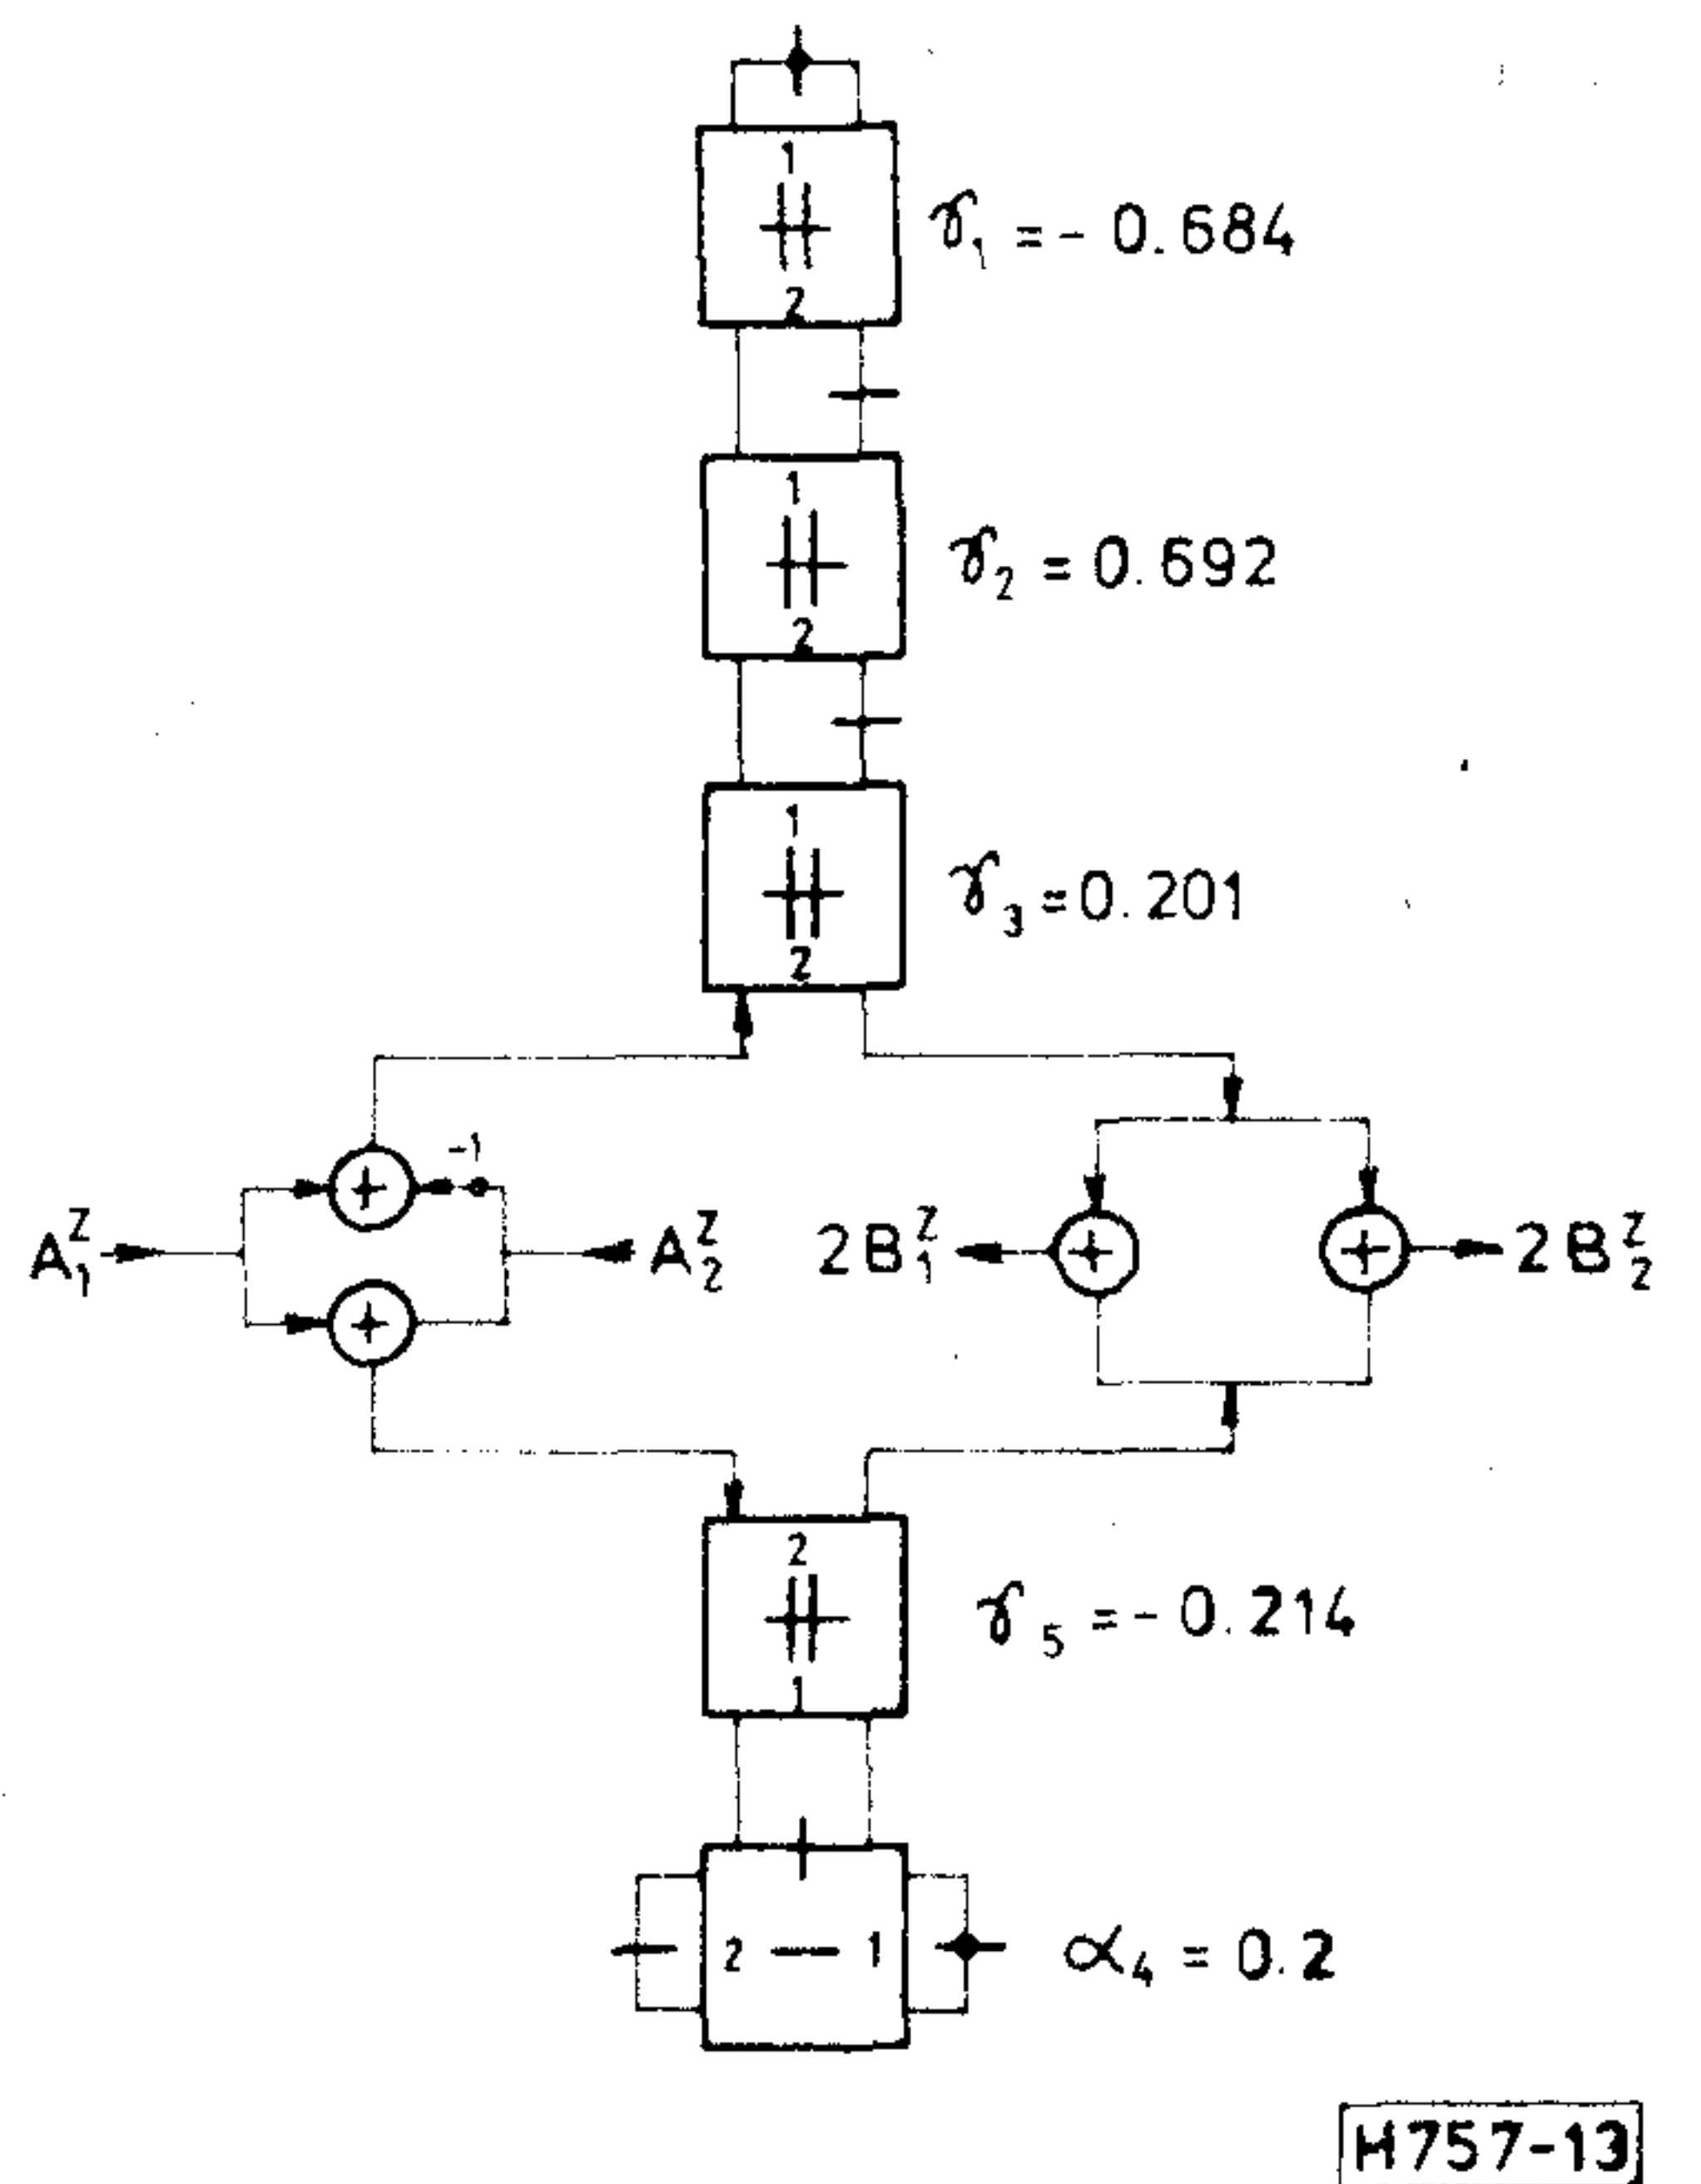 1
2
𝛾₁ = - 0.684
1
2
𝛾₂ = 0.692
1
2
𝛾₃ = 0.201
-1
A₁ᶻ + A₂ᶻ 2B₁ᶻ + + 2B₂ᶻ
+
2
1
𝛾₅ = - 0.214
2 — 1 α₄ = 0.2
H757-13